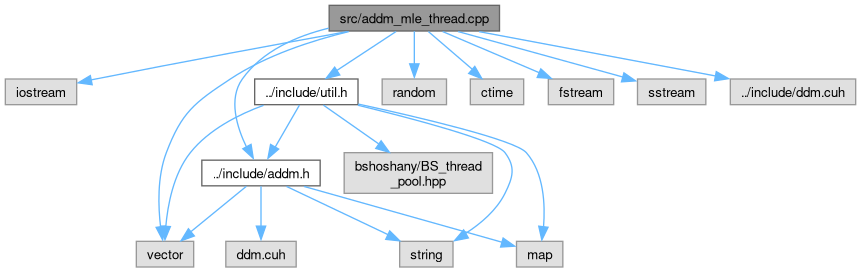 src/addm_mle_thread.cpp
iostream
../include/util.h
random
ctime
fstream
sstream
../include/ddm.cuh
../include/addm.h
bshoshany/BS_thread
_pool.hpp
vector
ddm.cuh
string
map